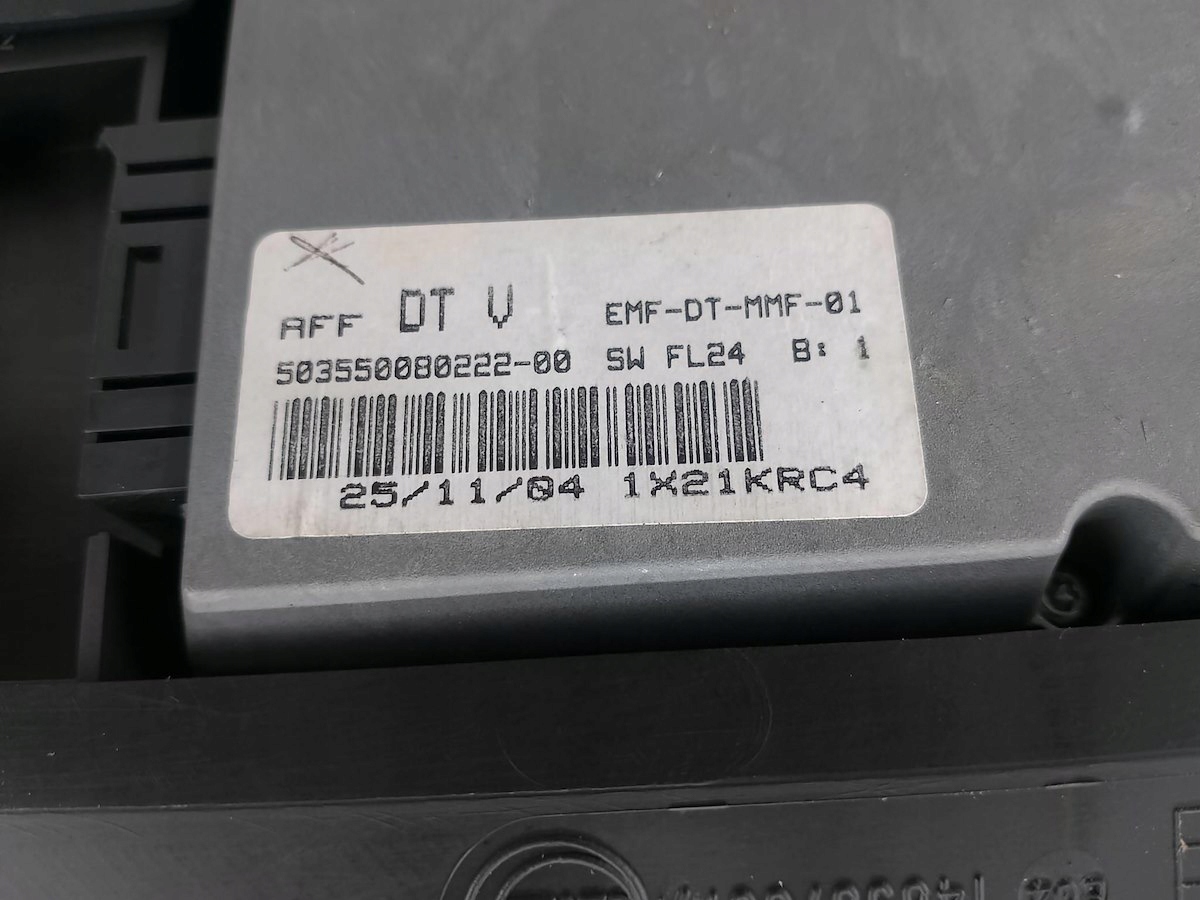 AFF DT V EMF-DT-MMF-01
503550080222-00 SW FL24 B: 1
25/11/04 1X21KRC4